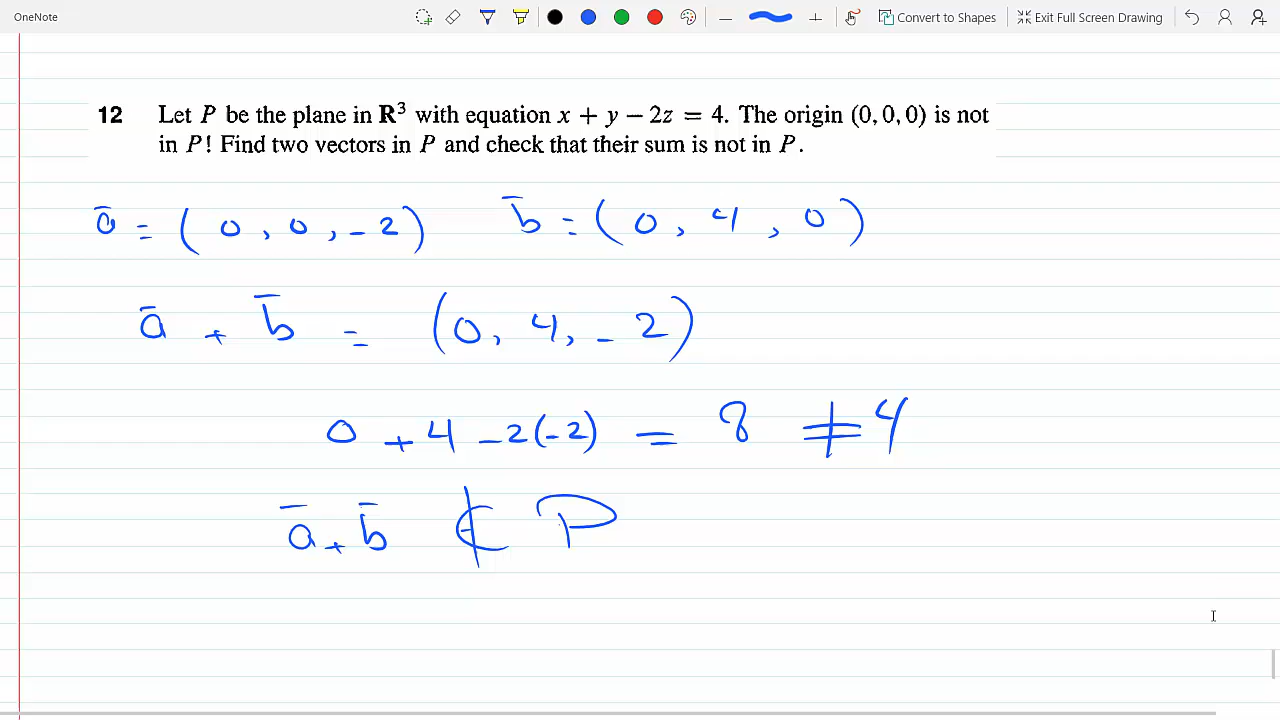 OneNote
Convert to Shapes
Exit Full Screen Drawing
12 Let P be the plane in R³ with equation x + y − 2z = 4. The origin (0, 0, 0) is not
in P! Find two vectors in P and check that their sum is not in P.
a̅ = (0, 0, -2) b̅ = (0, 4, 0)
a̅ + b̅ = (0, 4, -2)
0 + 4 - 2(-2) = 8 ≠ 4
a̅ + b̅ ∉ P